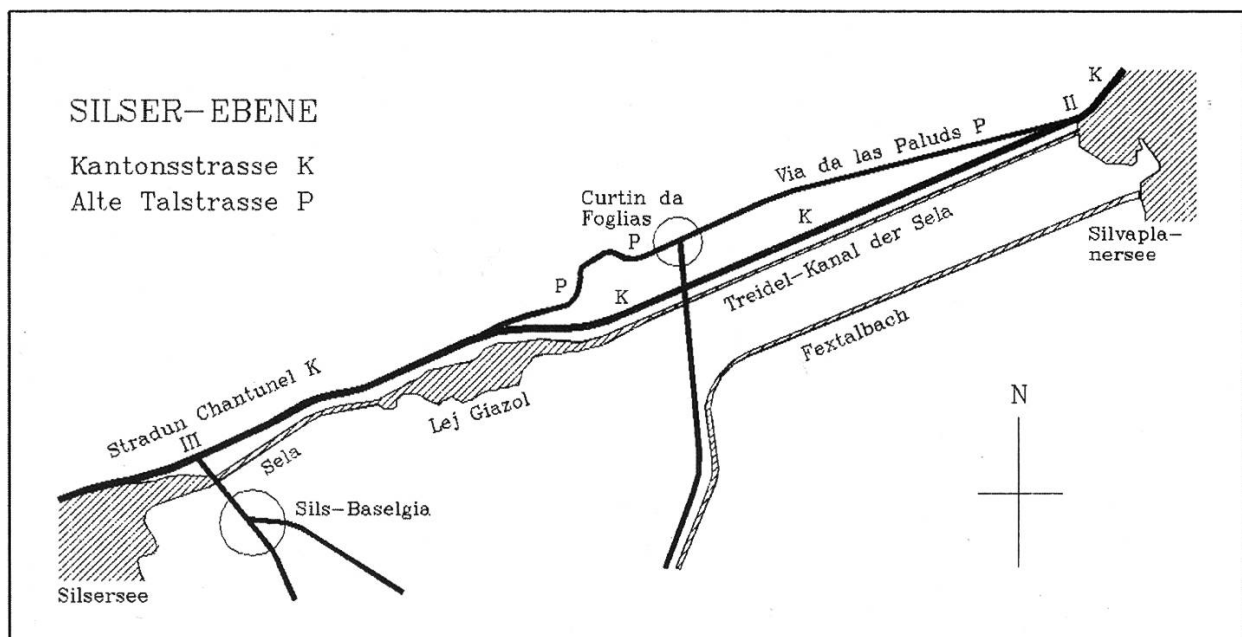 SILSER-EBENE
Kantonsstrasse K
Alte Talstrasse P
K
II
Via da las Paluds P
Curtin da
Foglias
P
K
P
K
Treidel-Kanal der Sela
Silvapla-
nersee
Fextalbach
Stradun Chantunel K
III
Lej Giazol
Sela
N
Sils-Baselgia
Silsersee